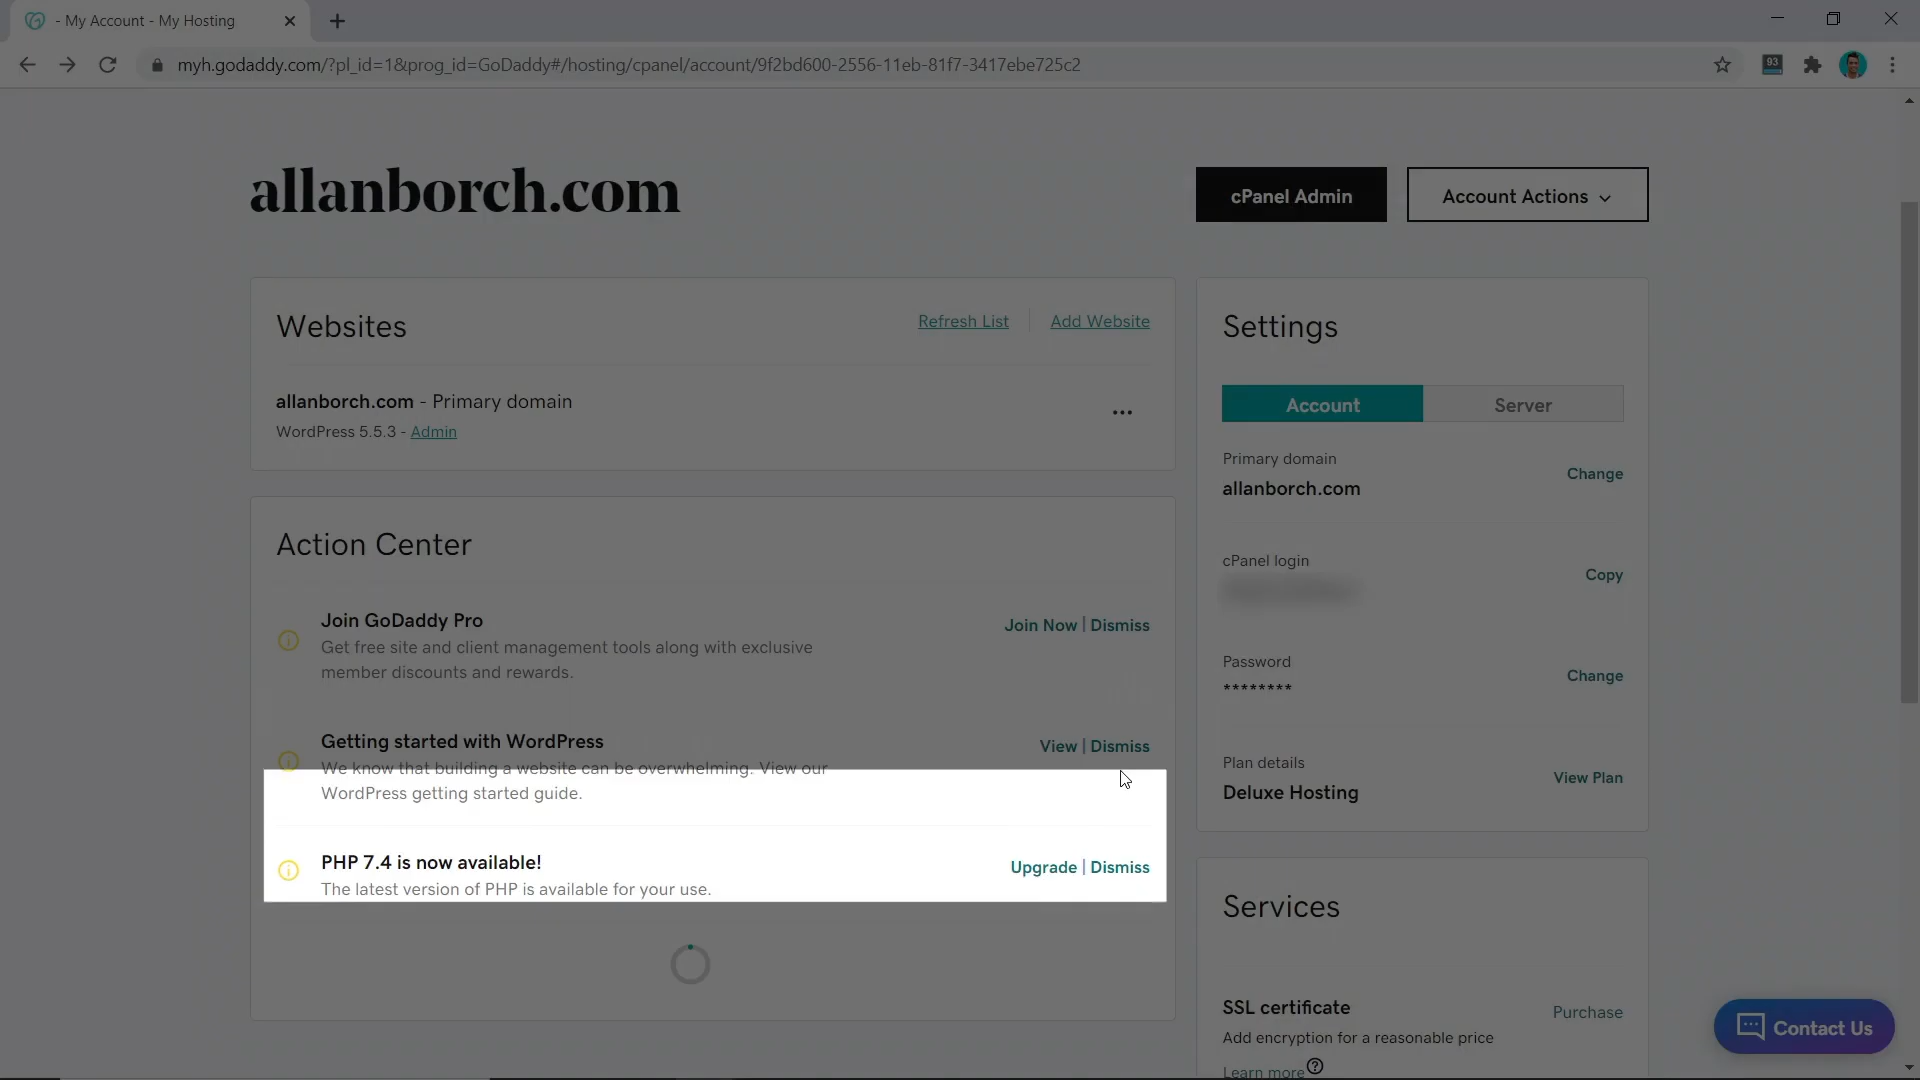 - My Account - My Hosting
myh.godaddy.com/?pl_id=1&prog_id=GoDaddy#/hosting/cpanel/account/9f2bd600-2556-11eb-81f7-3417ebe725c2
93
allanborch.com
cPanel Admin
Account Actions
Websites
Refresh List
Add Website
allanborch.com - Primary domain
WordPress 5.5.3 - Admin
Action Center
Join GoDaddy Pro
Get free site and client management tools along with exclusive
member discounts and rewards.
Join Now | Dismiss
Getting started with WordPress
We know that building a website can be overwhelming. View our
WordPress getting started guide.
View | Dismiss
PHP 7.4 is now available!
The latest version of PHP is available for your use.
Upgrade | Dismiss
Settings
Account
Server
Primary domain
allanborch.com
Change
cPanel login
Copy
Password
********
Change
Plan details
Deluxe Hosting
View Plan
Services
SSL certificate
Add encryption for a reasonable price
Learn more
Purchase
Contact Us